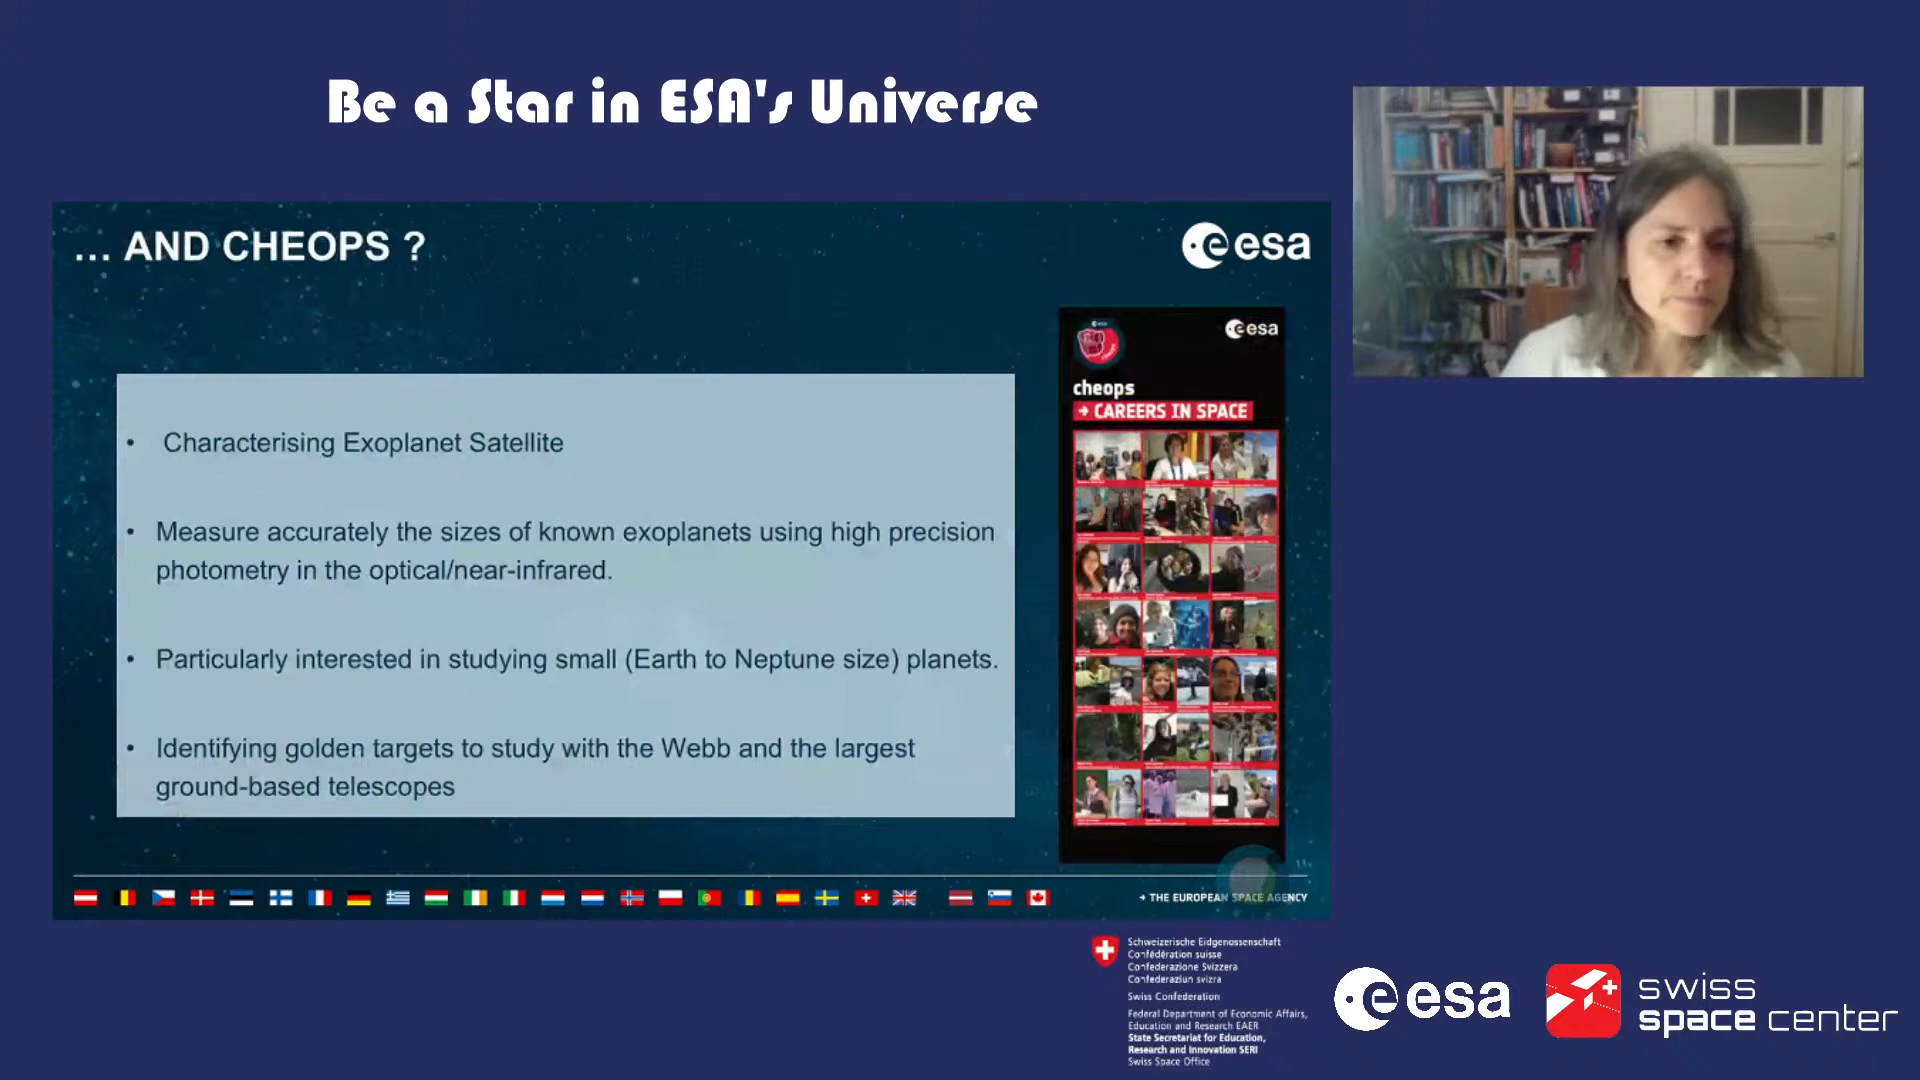 Be a Star in ESA's Universe
... AND CHEOPS ?
esa
• Characterising Exoplanet Satellite
• Measure accurately the sizes of known exoplanets using high precision
photometry in the optical/near-infrared.
• Particularly interested in studying small (Earth to Neptune size) planets.
• Identifying golden targets to study with the Webb and the largest
ground-based telescopes
esa
cheops
→ CAREERS IN SPACE
11
→ THE EUROPEAN SPACE AGENCY
Schweizerische Eidgenossenschaft
Confédération suisse
Confederazione Svizzera
Confederaziun svizra
Swiss Confederation
Federal Department of Economic Affairs,
Education and Research EAER
State Secretariat for Education,
Research and Innovation SERI
Swiss Space Office
esa
swiss
space center